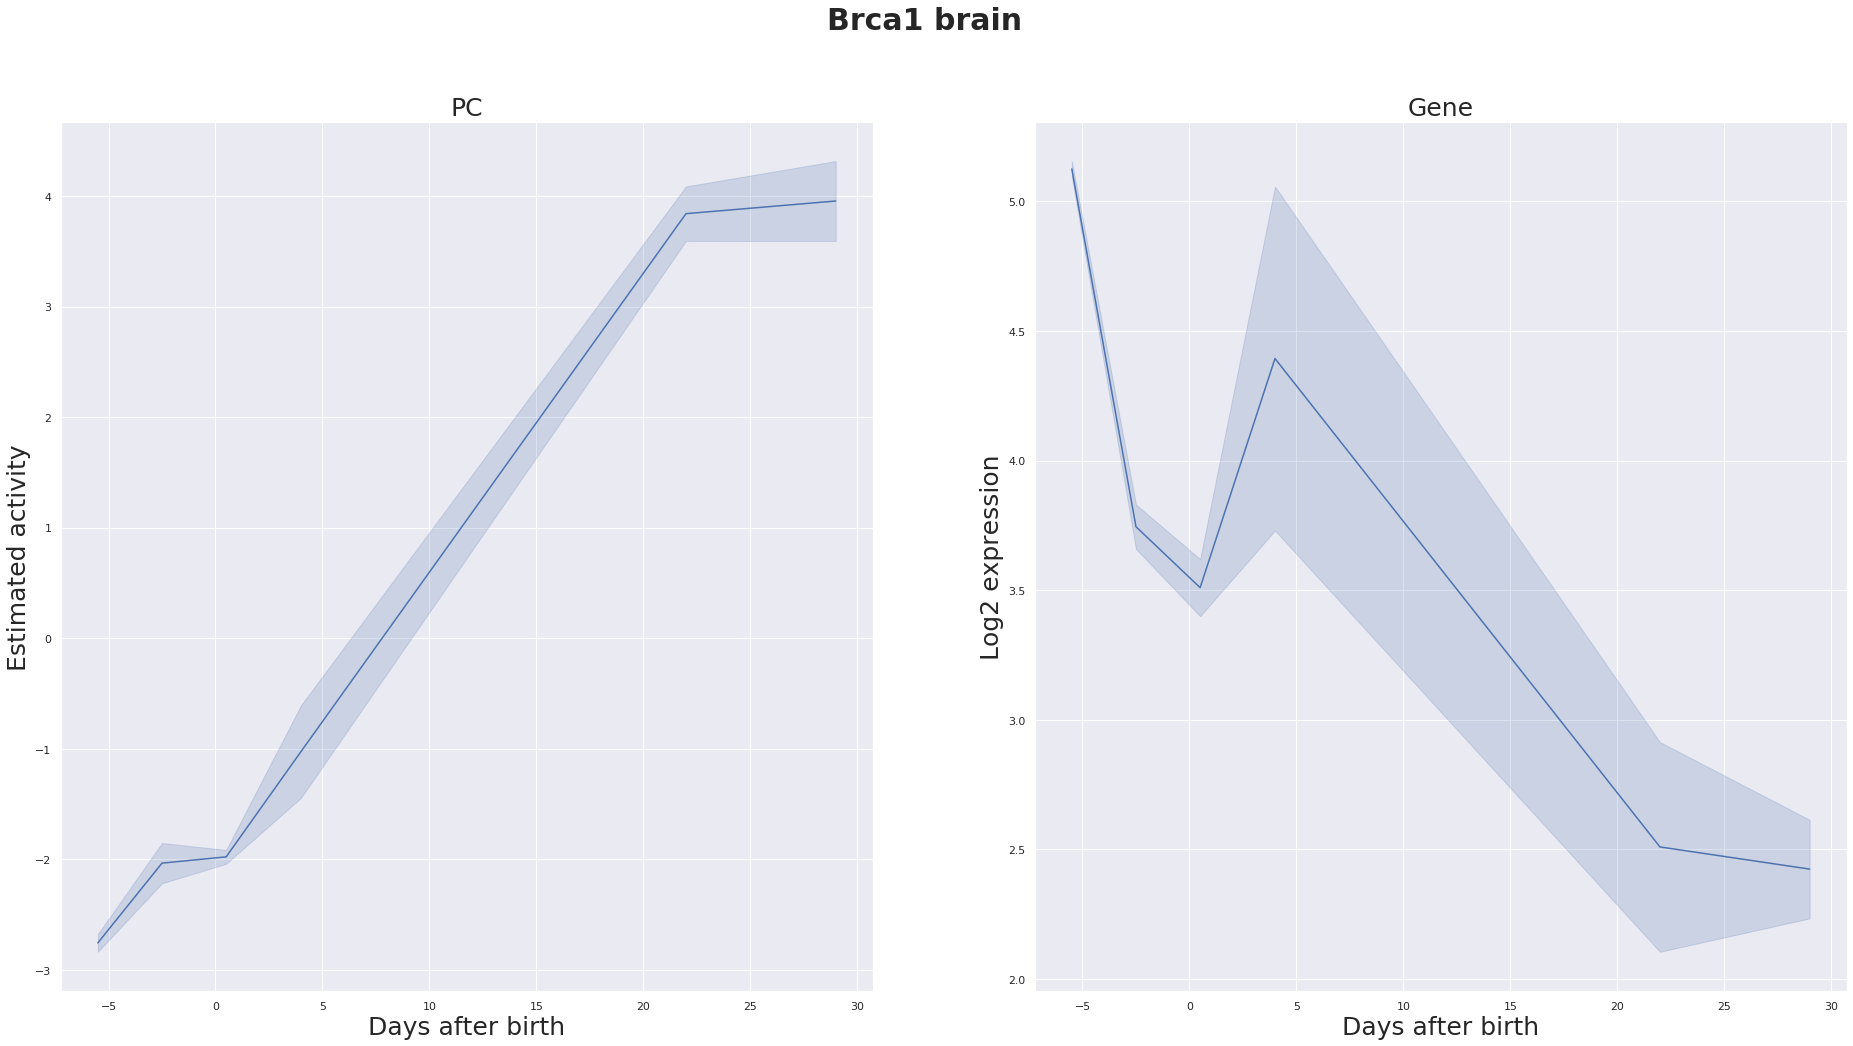 Brca1 brain
PC
Estimated activity
4
3
2
1
0
−1
−2
−3
−5 0 5 10 15 20 25 30
Days after birth
Gene
Log2 expression
5.0
4.5
4.0
3.5
3.0
2.5
2.0
−5 0 5 10 15 20 25 30
Days after birth